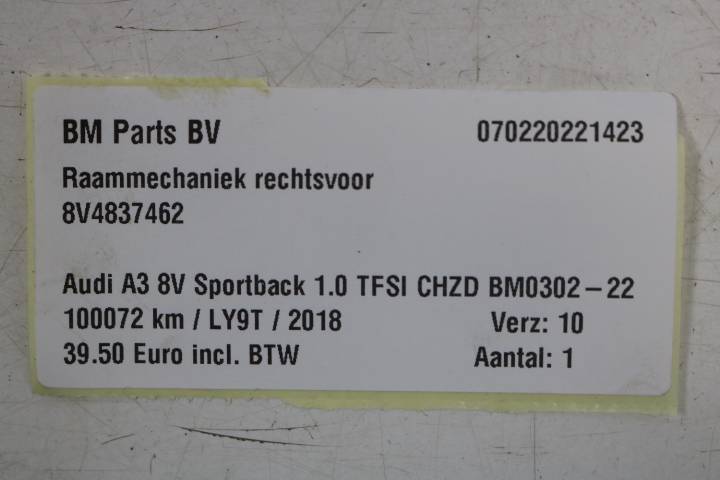 BM Parts BV 070220221423
Raammechaniek rechtsvoor
8V4837462
Audi A3 8V Sportback 1.0 TFSI CHZD BM0302-22
100072 km / LY9T / 2018 Verz: 10
39.50 Euro incl. BTW Aantal: 1